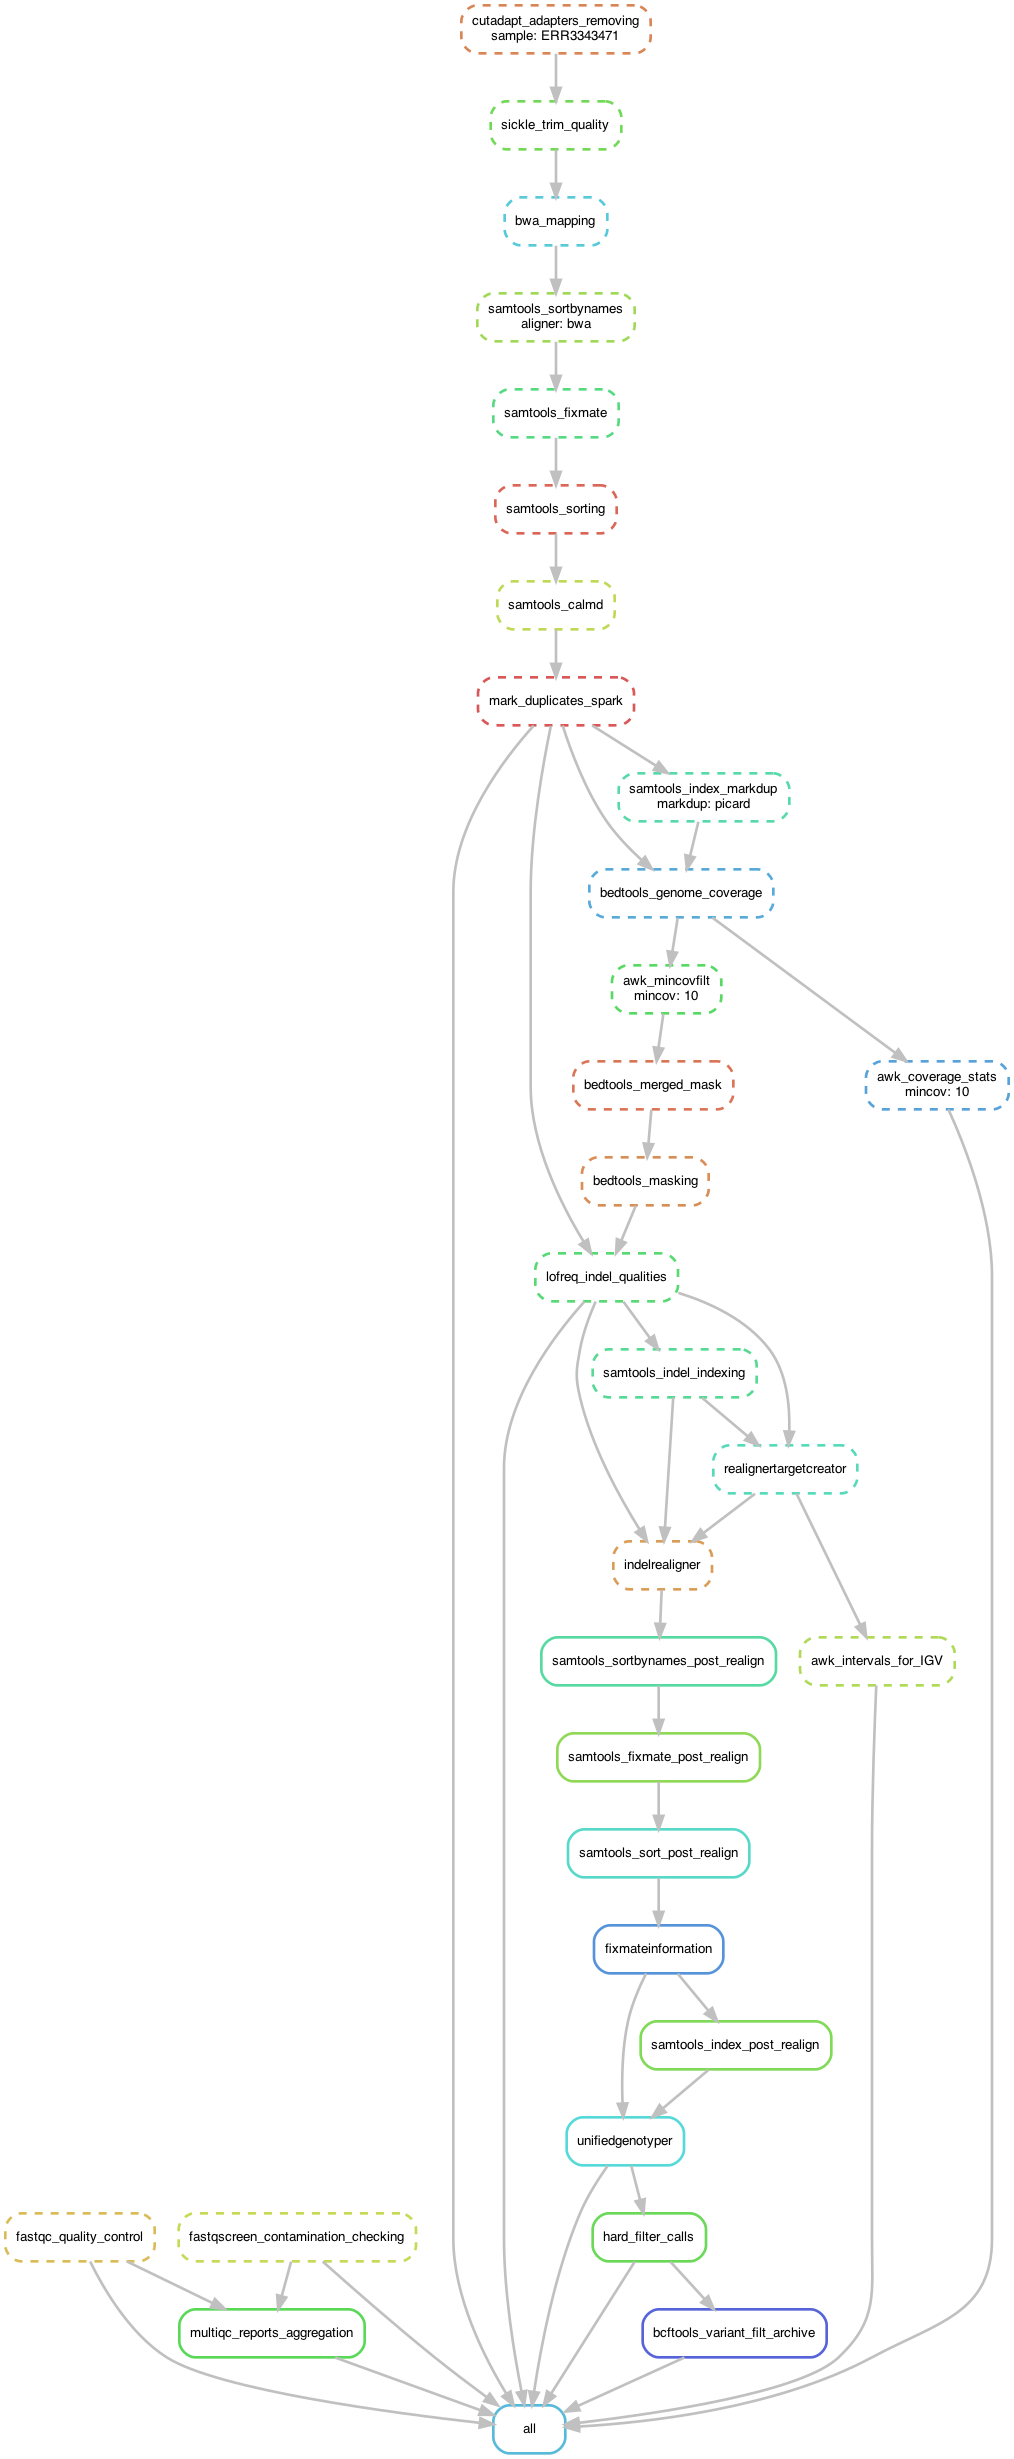 cutadapt_adapters_removing
sample: ERR3343471
sickle_trim_quality
bwa_mapping
samtools_sortbynames
aligner: bwa
samtools_fixmate
samtools_sorting
samtools_calmd
mark_duplicates_spark
samtools_index_markdup
markdup: picard
bedtools_genome_coverage
awk_mincovfilt
mincov: 10
bedtools_merged_mask
awk_coverage_stats
mincov: 10
bedtools_masking
lofreq_indel_qualities
samtools_indel_indexing
realignertargetcreator
indelrealigner
samtools_sortbynames_post_realign
awk_intervals_for_IGV
samtools_fixmate_post_realign
samtools_sort_post_realign
fixmateinformation
samtools_index_post_realign
unifiedgenotyper
fastqc_quality_control
fastqscreen_contamination_checking
hard_filter_calls
multiqc_reports_aggregation
bcftools_variant_filt_archive
all